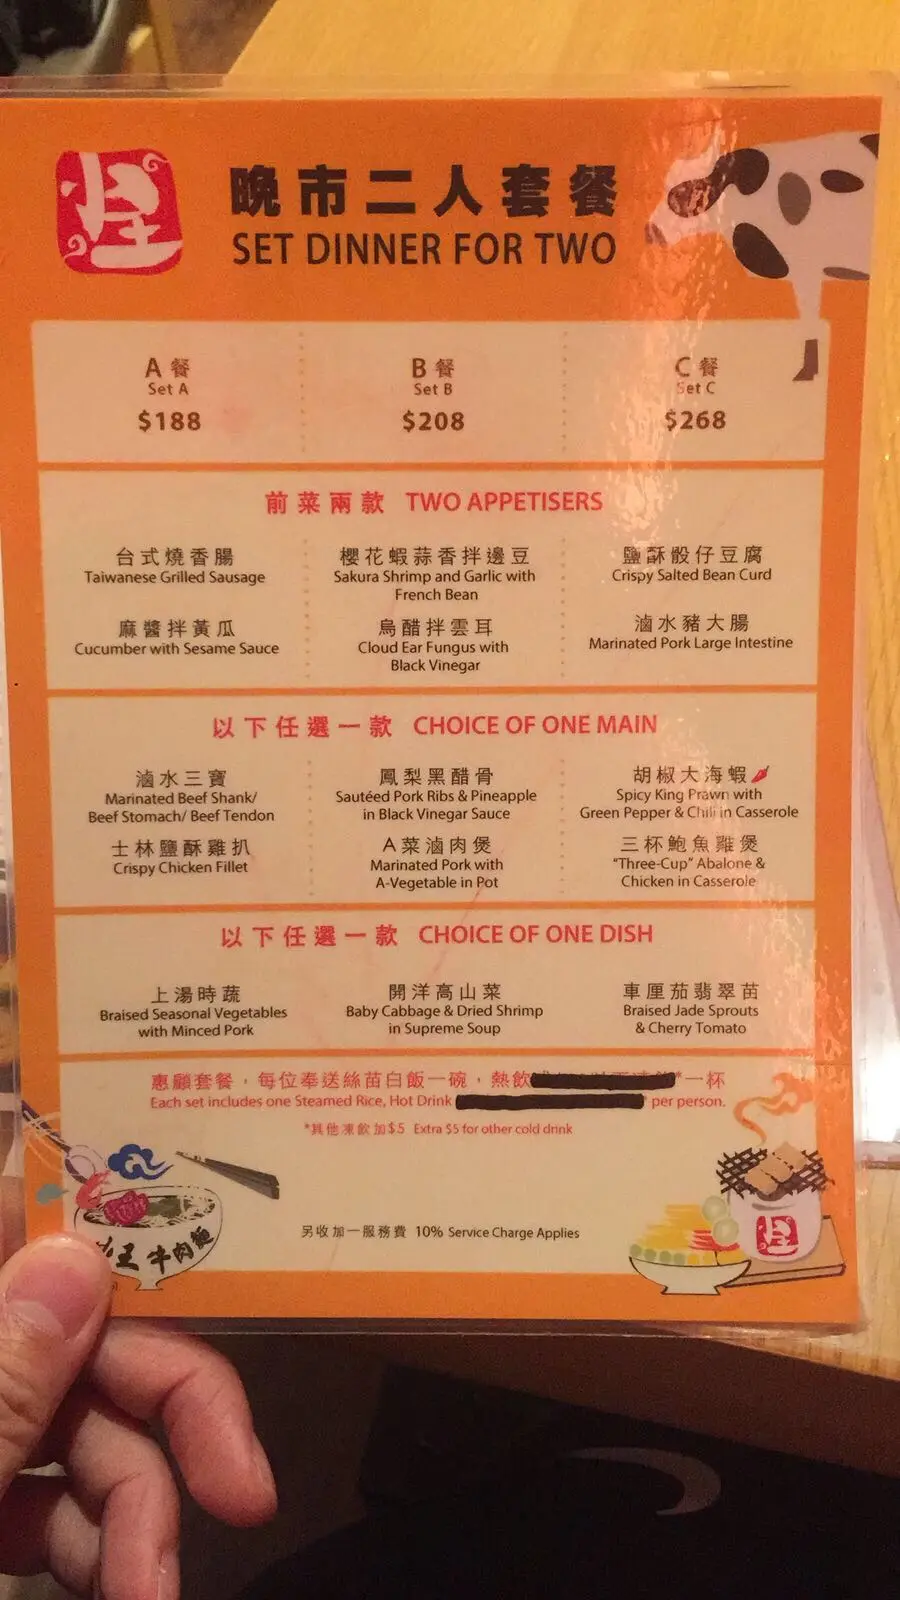 怪
晚市二人套餐
SET DINNER FOR TWO
A 餐
Set A
$188
B 餐
Set B
$208
C 餐
Set C
$268
前菜兩款 TWO APPETISERS
台式燒香腸
Taiwanese Grilled Sausage
麻醬拌黃瓜
Cucumber with Sesame Sauce
櫻花蝦蒜香拌邊豆
Sakura Shrimp and Garlic with
French Bean
烏醋拌雲耳
Cloud Ear Fungus with
Black Vinegar
鹽酥骰仔豆腐
Crispy Salted Bean Curd
滷水豬大腸
Marinated Pork Large Intestine
以下任選一款 CHOICE OF ONE MAIN
滷水三寶
Marinated Beef Shank/
Beef Stomach/ Beef Tendon
士林鹽酥雞扒
Crispy Chicken Fillet
鳳梨黑醋骨
Sautéed Pork Ribs & Pineapple
in Black Vinegar Sauce
A菜滷肉煲
Marinated Pork with
A-Vegetable in Pot
胡椒大海蝦
Spicy King Prawn with
Green Pepper & Chili in Casserole
三杯鮑魚雞煲
“Three-Cup” Abalone &
Chicken in Casserole
以下任選一款 CHOICE OF ONE DISH
上湯時蔬
Braised Seasonal Vegetables
with Minced Pork
開洋高山菜
Baby Cabbage & Dried Shrimp
in Supreme Soup
車厘茄翡翠苗
Braised Jade Sprouts
& Cherry Tomato
惠顧套餐，每位奉送絲苗白飯一碗，熱飲*一杯
Each set includes one Steamed Rice, Hot Drink * per person.
*其他凍飲加$5 Extra $5 for other cold drink
另收加一服務費 10% Service Charge Applies
王牛肉麵
怪